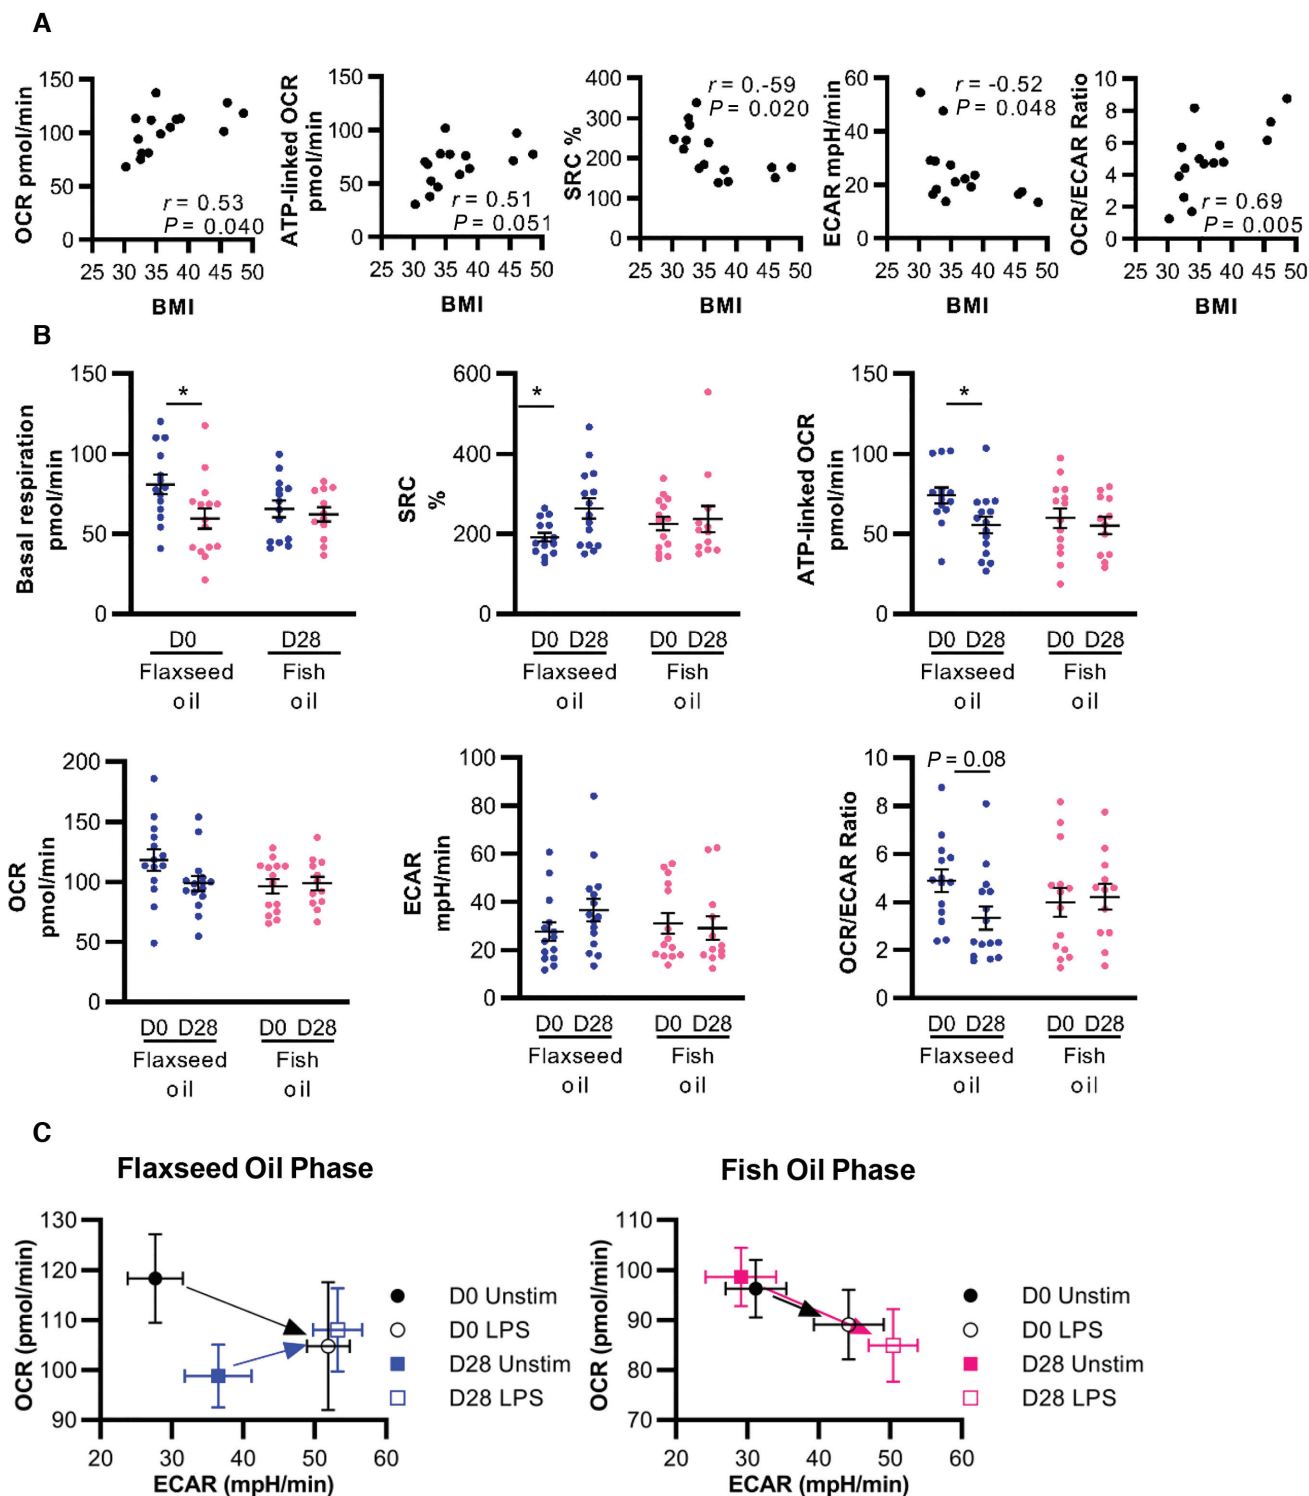 A
OCR pmol/min
150
100
50
0
r = 0.53
P = 0.040
25 30 35 40 45 50
BMI
ATP-linked OCR
pmol/min
150
100
50
0
r = 0.51
P = 0.051
25 30 35 40 45 50
BMI
SRC %
400
300
200
100
0
r = 0.-59
P = 0.020
25 30 35 40 45 50
BMI
ECAR mpH/min
60
40
20
0
r = -0.52
P = 0.048
25 30 35 40 45 50
BMI
OCR/ECAR Ratio
10
8
6
4
2
0
r = 0.69
P = 0.005
25 30 35 40 45 50
BMI
B
Basal respiration
pmol/min
150
100
50
0
*
D0 D28
Flaxseed Fish
oil oil
SRC
%
600
400
200
0
*
D0 D28 D0 D28
Flaxseed Fish
oil oil
ATP-linked OCR
pmol/min
150
100
50
0
*
D0 D28 D0 D28
Flaxseed Fish
oil oil
OCR
pmol/min
200
150
100
50
0
D0 D28 D0 D28
Flaxseed Fish
oil oil
ECAR
mpH/min
100
80
60
40
20
0
D0 D28 D0 D28
Flaxseed Fish
oil oil
OCR/ECAR Ratio
10
8
6
4
2
0
P = 0.08
D0 D28 D0 D28
Flaxseed Fish
oil oil
C
Flaxseed Oil Phase
OCR (pmol/min)
130
120
110
100
90
20 30 40 50 60
ECAR (mpH/min)
D0 Unstim
D0 LPS
D28 Unstim
D28 LPS
Fish Oil Phase
OCR (pmol/min)
110
100
90
80
70
20 30 40 50 60
ECAR (mpH/min)
D0 Unstim
D0 LPS
D28 Unstim
D28 LPS